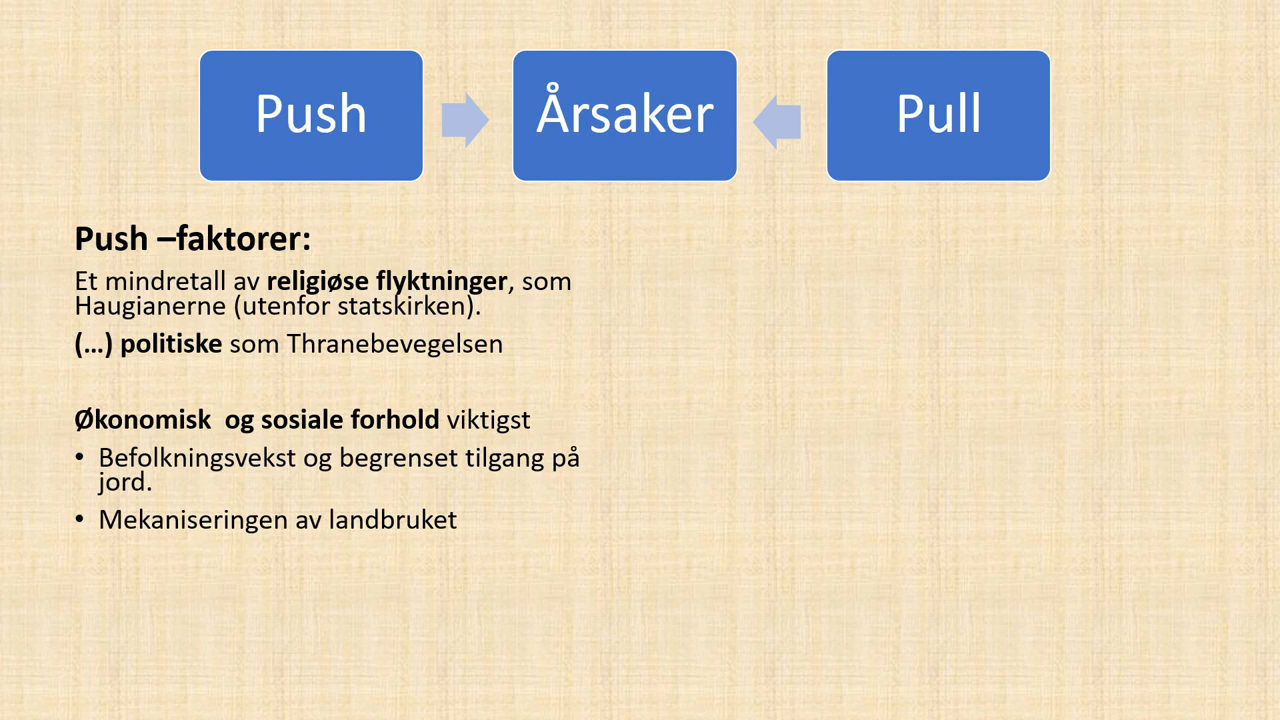 Push
Årsaker
Pull
Push –faktorer:
Et mindretall av religiøse flyktninger, som
Haugianerne (utenfor statskirken).
(…) politiske som Thranebevegelsen
Økonomisk  og sosiale forhold viktigst
• Befolkningsvekst og begrenset tilgang på
jord.
• Mekaniseringen av landbruket